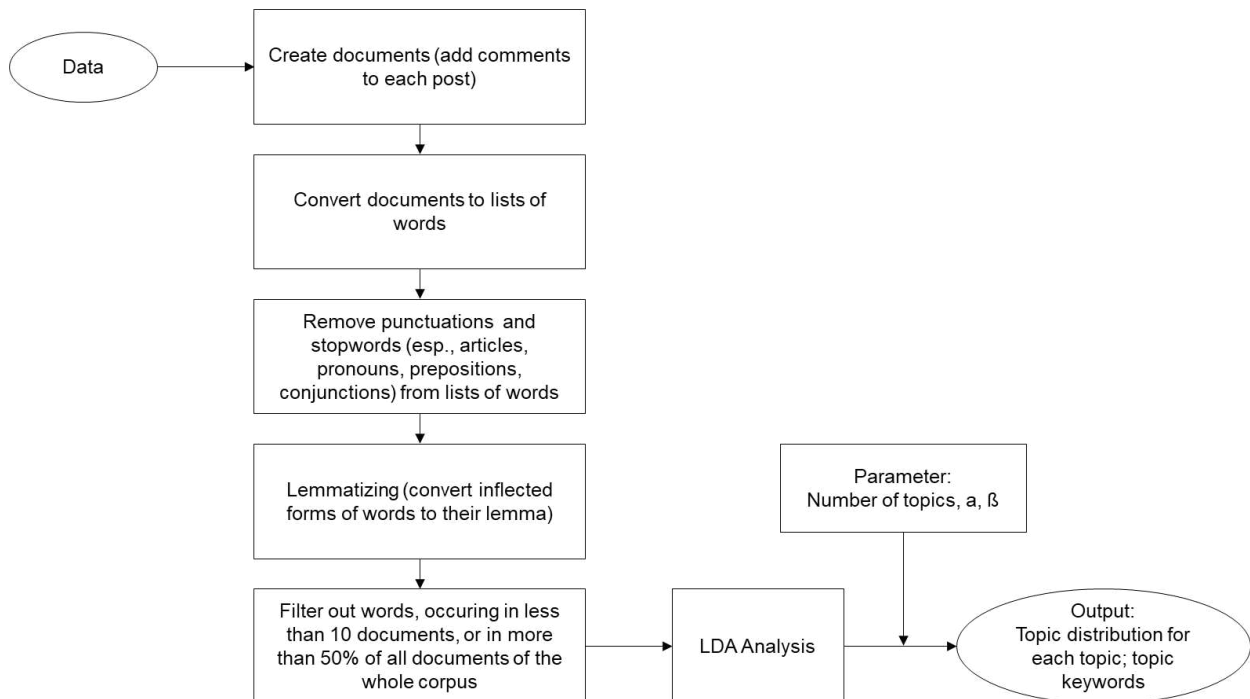 Data
Create documents (add comments
to each post)
Convert documents to lists of
words
Remove punctuations and
stopwords (esp., articles,
pronouns, prepositions,
conjunctions) from lists of words
Lemmatizing (convert inflected
forms of words to their lemma)
Filter out words, occuring in less
than 10 documents, or in more
than 50% of all documents of the
whole corpus
LDA Analysis
Parameter:
Number of topics, a, ß
Output:
Topic distribution for
each topic; topic
keywords